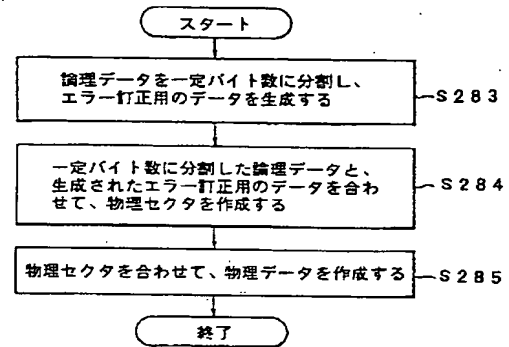 スタート
論理データを一定バイト数に分割し、
エラー訂正用のデータを生成する
S283
一定バイト数に分割した論理データと、
生成されたエラー訂正用のデータを合わ
せて、物理セクタを作成する
S284
物理セクタを合わせて、物理データを作成する
S285
終了